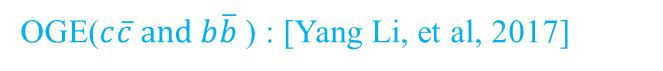 OGE(𝑐𝑐̄ and 𝑏𝑏̄ ) : [Yang Li, et al, 2017]